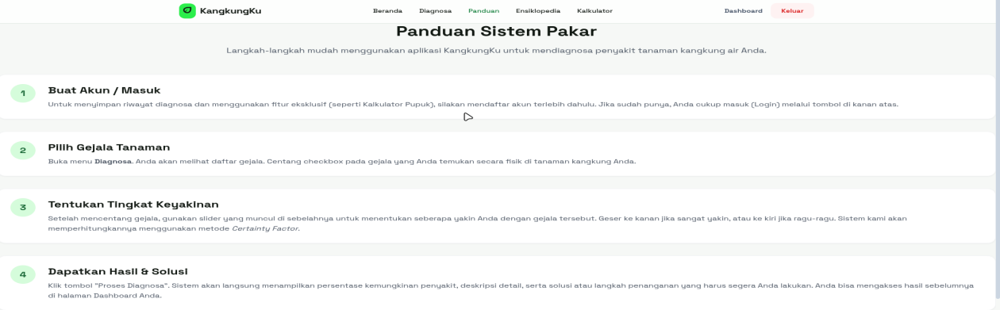 KangkungKu
Beranda Diagnosa Panduan Ensiklopedia Kalkulator
Dashboard Keluar
Panduan Sistem Pakar
Langkah-langkah mudah menggunakan aplikasi KangkungKu untuk mendiagnosa penyakit tanaman kangkung air Anda.
1
Buat Akun / Masuk
Untuk menyimpan riwayat diagnosa dan menggunakan fitur eksklusif (seperti Kalkulator Pupuk), silakan mendaftar akun terlebih dahulu. Jika sudah punya, Anda cukup masuk (Login) melalui tombol di kanan atas.
2
Pilih Gejala Tanaman
Buka menu Diagnosa. Anda akan melihat daftar gejala. Centang checkbox pada gejala yang Anda temukan secara fisik di tanaman kangkung Anda.
3
Tentukan Tingkat Keyakinan
Setelah mencentang gejala, gunakan slider yang muncul di sebelahnya untuk menentukan seberapa yakin Anda dengan gejala tersebut. Geser ke kanan jika sangat yakin, atau ke kiri jika ragu-ragu. Sistem kami akan
memperhitungkannya menggunakan metode Certainty Factor.
4
Dapatkan Hasil & Solusi
Klik tombol "Proses Diagnosa". Sistem akan langsung menampilkan persentase kemungkinan penyakit, deskripsi detail, serta solusi atau langkah penanganan yang harus segera Anda lakukan. Anda bisa mengakses hasil sebelumnya
di halaman Dashboard Anda.